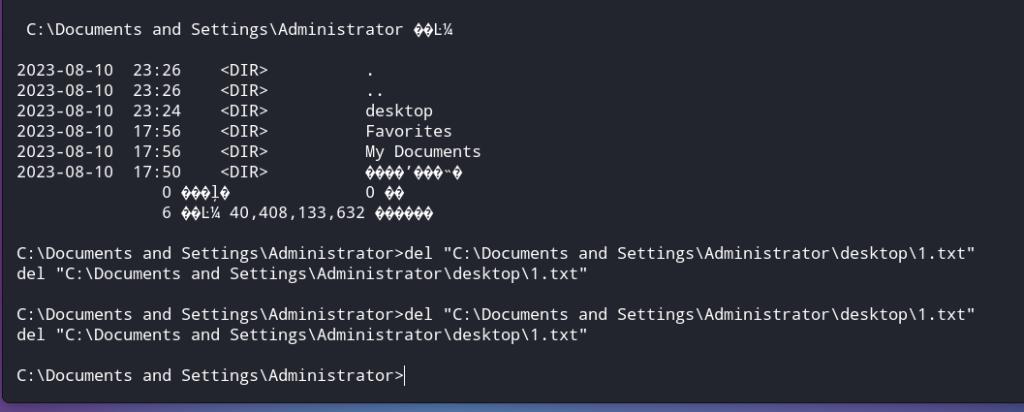 C:\Documents and Settings\Administrator ��Ŀ¼
2023-08-10 23:26 <DIR> .
2023-08-10 23:26 <DIR> ..
2023-08-10 23:24 <DIR> desktop
2023-08-10 17:56 <DIR> Favorites
2023-08-10 17:56 <DIR> My Documents
2023-08-10 17:50 <DIR>
0 0 ��
6 ��Ŀ¼ 40,408,133,632 ������
C:\Documents and Settings\Administrator>del "C:\Documents and Settings\Administrator\desktop\1.txt"
del "C:\Documents and Settings\Administrator\desktop\1.txt"
C:\Documents and Settings\Administrator>del "C:\Documents and Settings\Administrator\desktop\1.txt"
del "C:\Documents and Settings\Administrator\desktop\1.txt"
C:\Documents and Settings\Administrator>